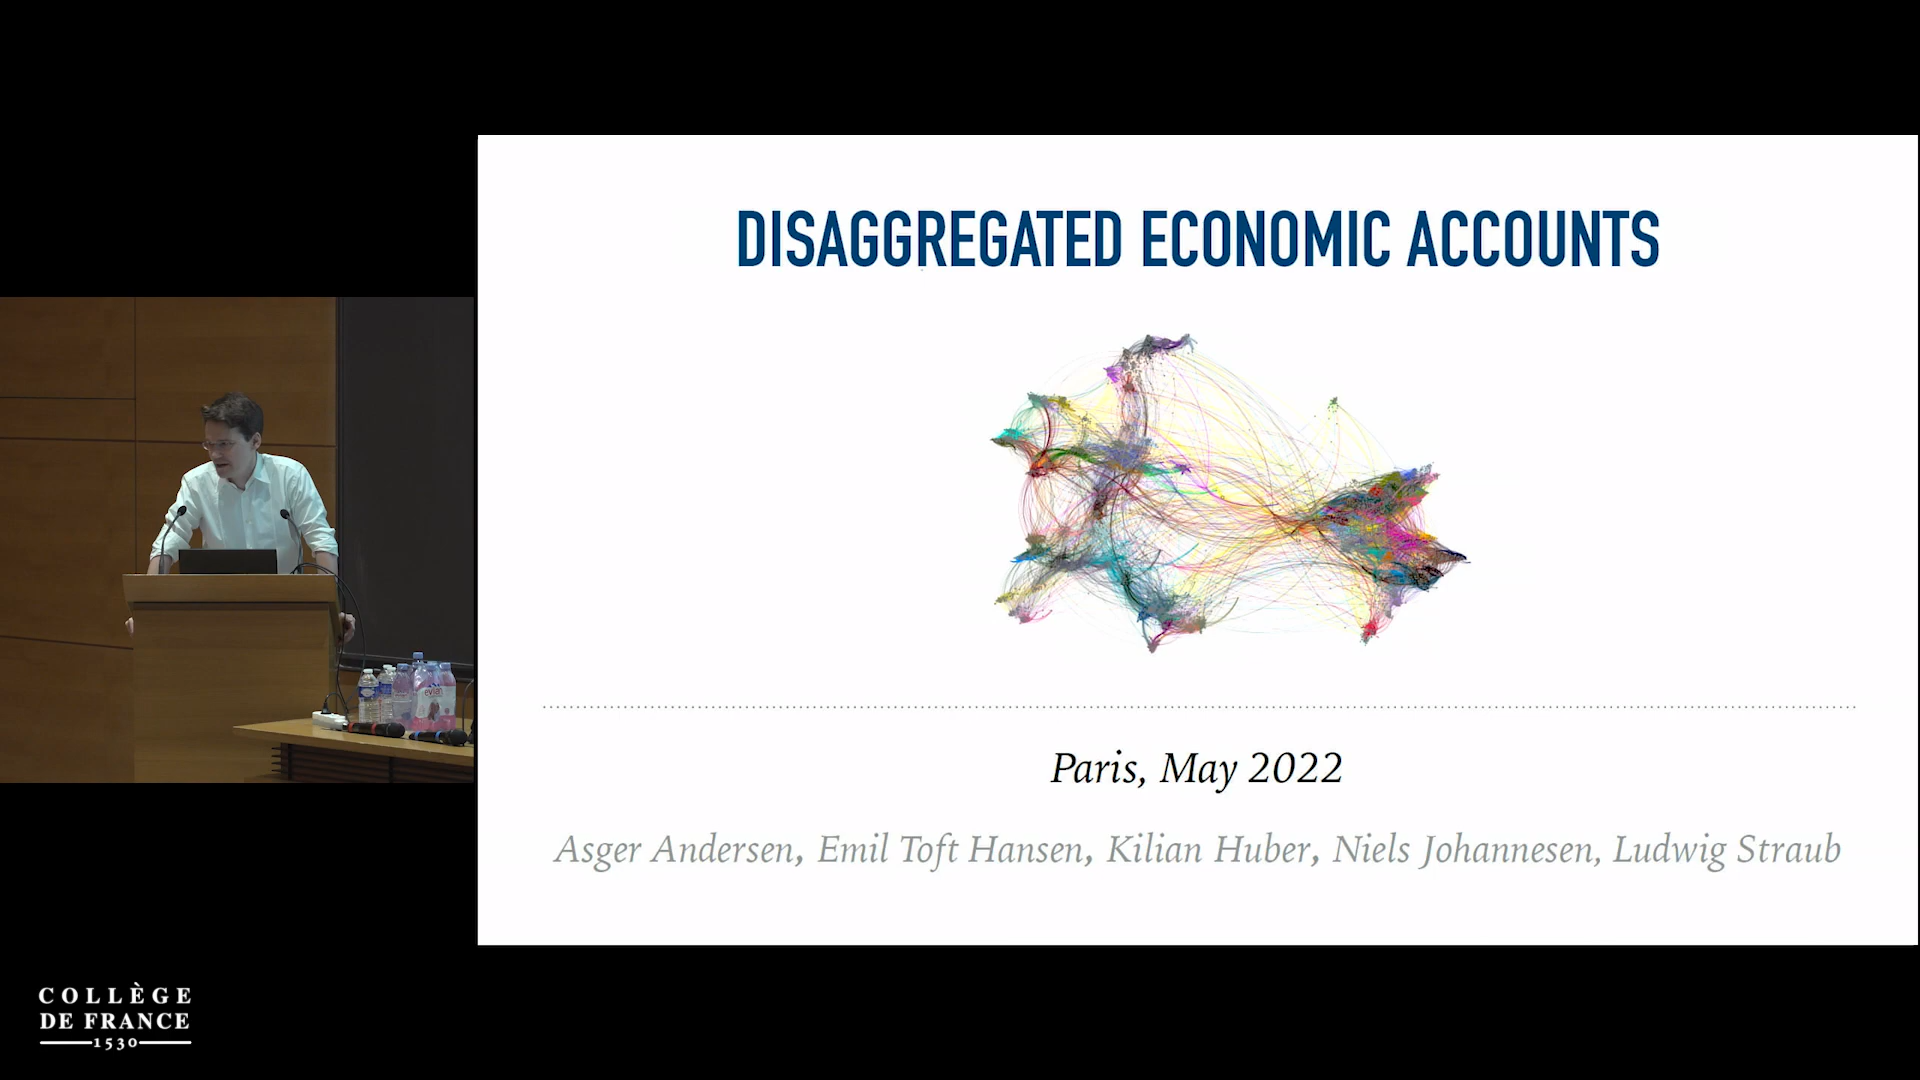 DISAGGREGATED ECONOMIC ACCOUNTS
Paris, May 2022
Asger Andersen, Emil Toft Hansen, Kilian Huber, Niels Johannesen, Ludwig Straub
evian
COLLÈGE
DE FRANCE
1530